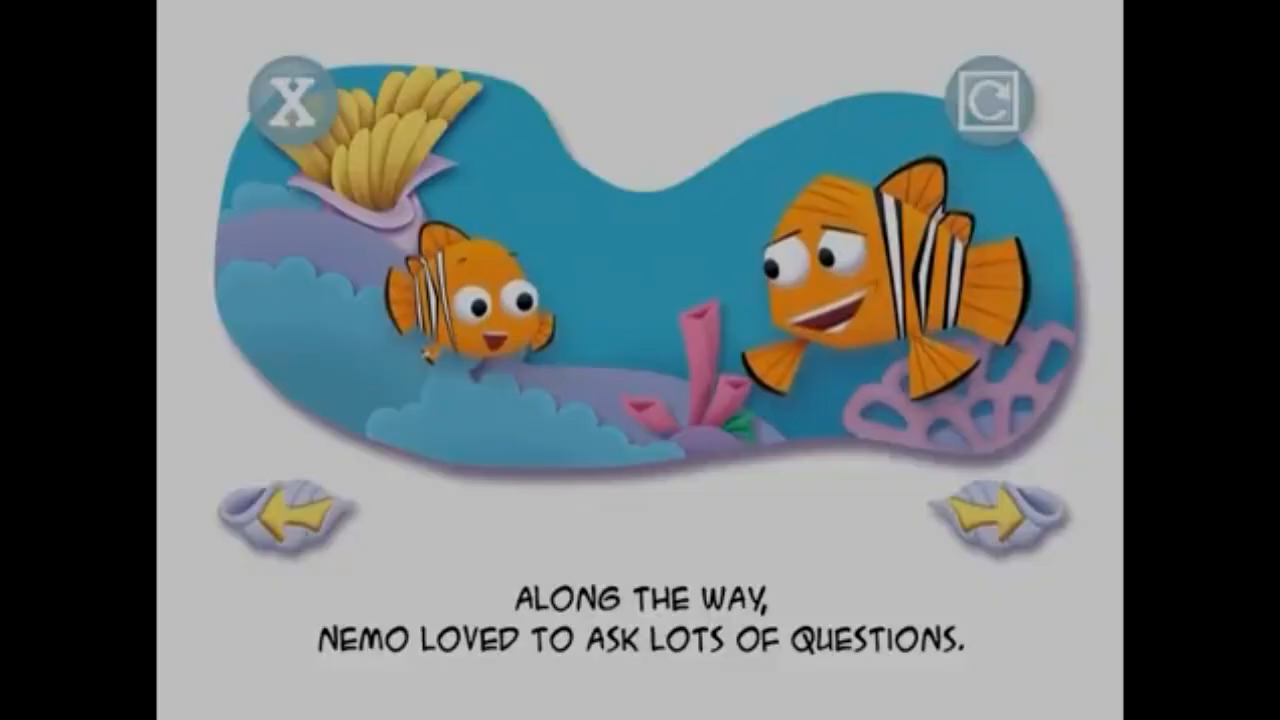 X
ALONG THE WAY,
NEMO LOVED TO ASK LOTS OF QUESTIONS.